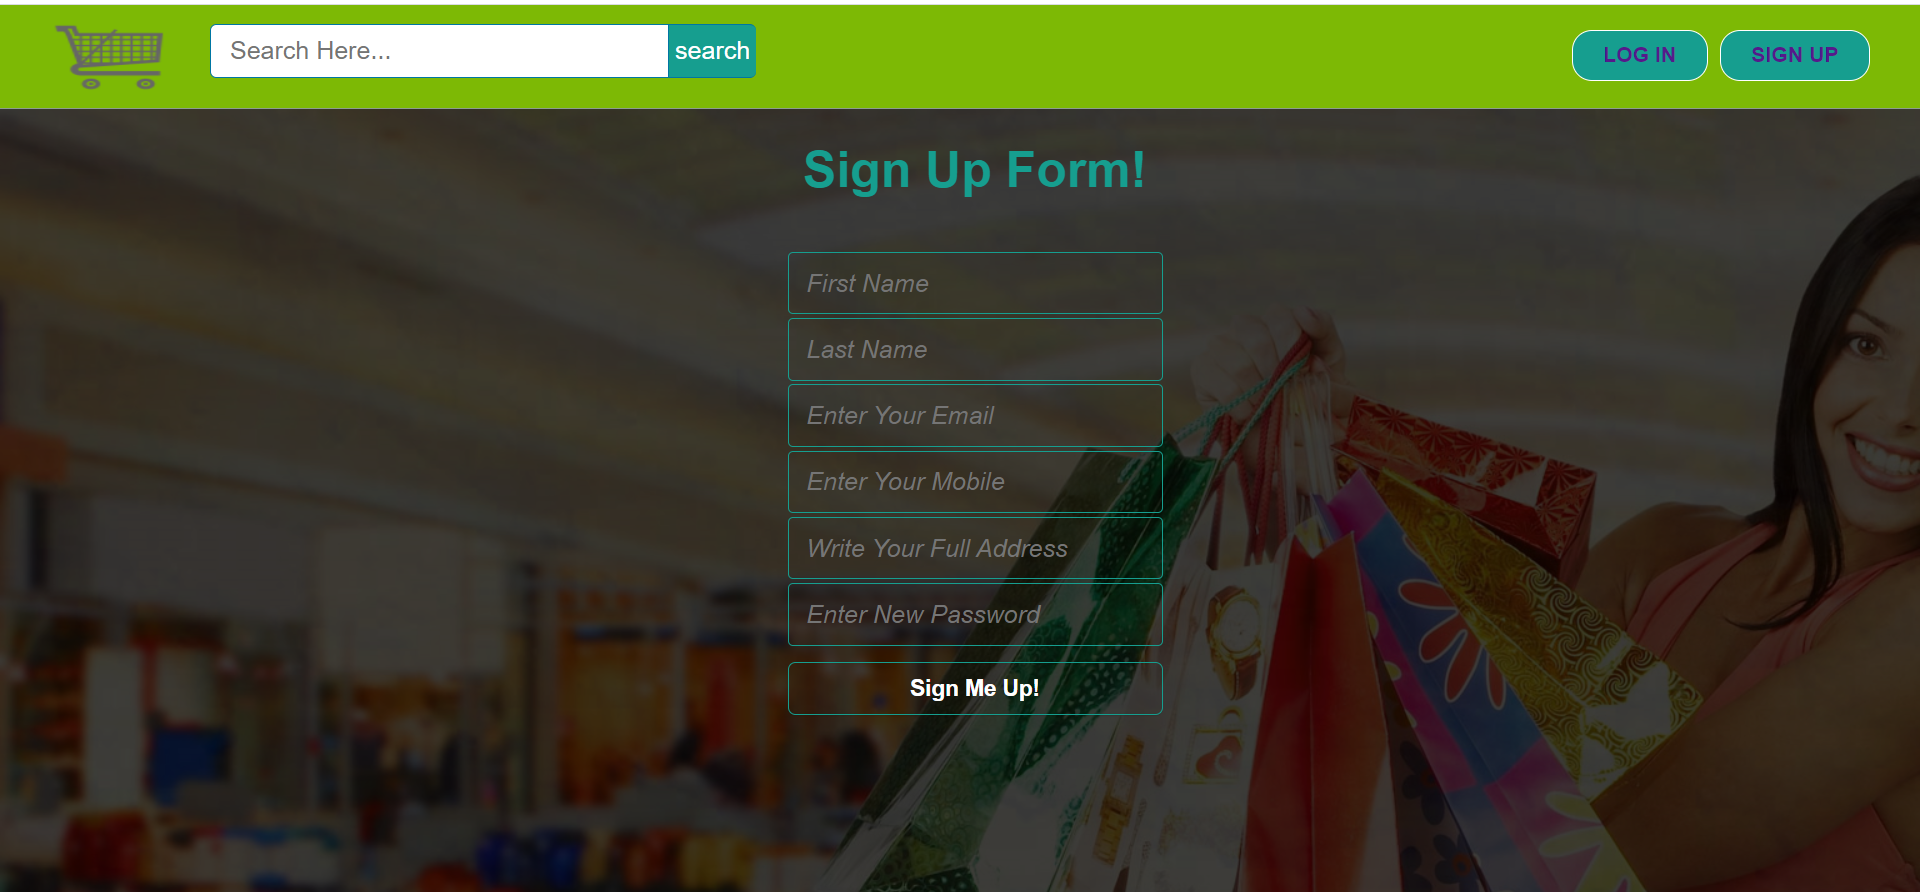 Search Here...
search
LOG IN
SIGN UP
Sign Up Form!
First Name
Last Name
Enter Your Email
Enter Your Mobile
Write Your Full Address
Enter New Password
Sign Me Up!